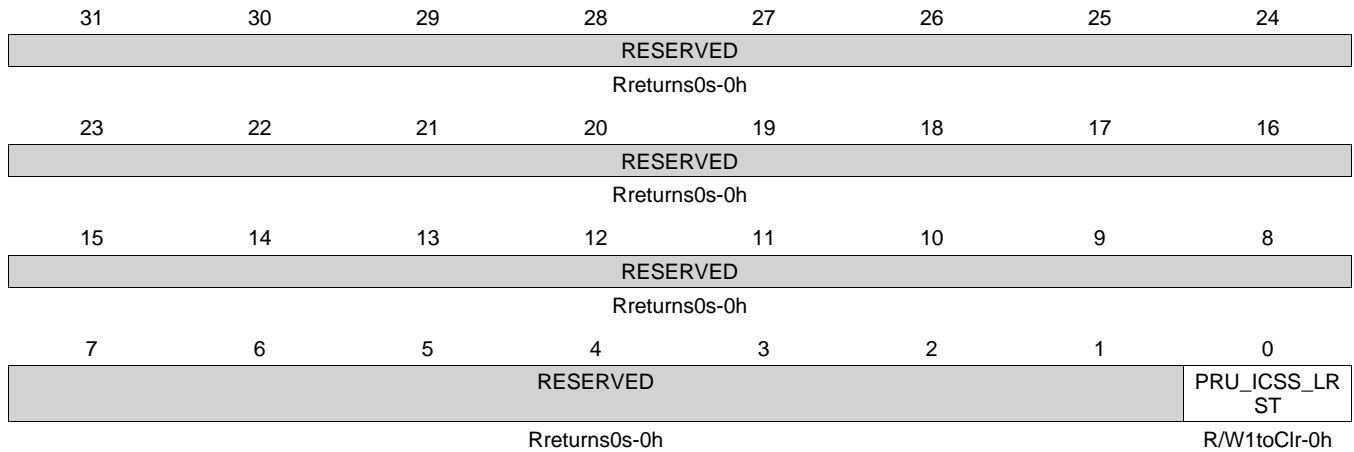 31 30 29 28 27 26 25 24
RESERVED
Rreturns0s-0h
23 22 21 20 19 18 17 16
RESERVED
Rreturns0s-0h
15 14 13 12 11 10 9 8
RESERVED
Rreturns0s-0h
7 6 5 4 3 2 1 0
RESERVED PRU_ICSS_LR
ST
Rreturns0s-0h R/W1toClr-0h